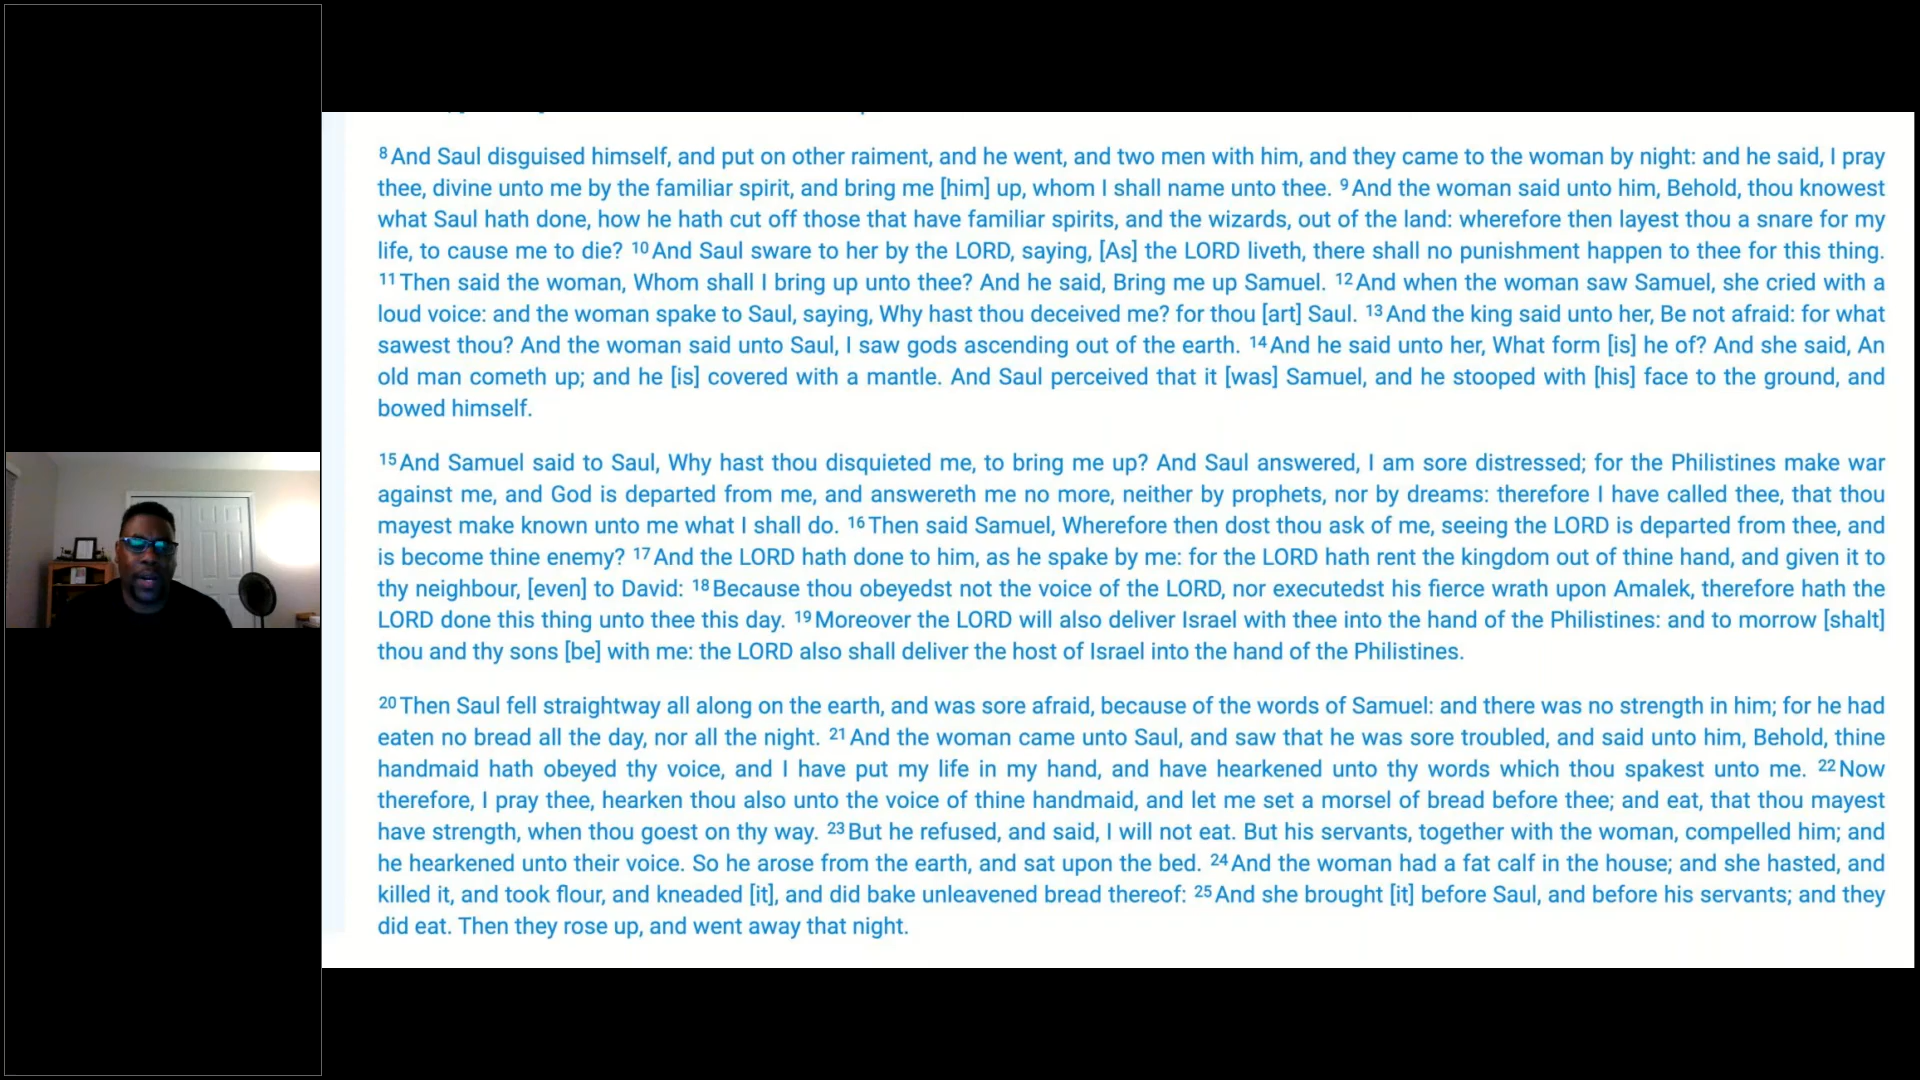 8 And Saul disguised himself, and put on other raiment, and he went, and two men with him, and they came to the woman by night: and he said, I pray
thee, divine unto me by the familiar spirit, and bring me [him] up, whom I shall name unto thee. 9 And the woman said unto him, Behold, thou knowest
what Saul hath done, how he hath cut off those that have familiar spirits, and the wizards, out of the land: wherefore then layest thou a snare for my
life, to cause me to die? 10 And Saul sware to her by the LORD, saying, [As] the LORD liveth, there shall no punishment happen to thee for this thing.
11 Then said the woman, Whom shall I bring up unto thee? And he said, Bring me up Samuel. 12 And when the woman saw Samuel, she cried with a
loud voice: and the woman spake to Saul, saying, Why hast thou deceived me? for thou [art] Saul. 13 And the king said unto her, Be not afraid: for what
sawest thou? And the woman said unto Saul, I saw gods ascending out of the earth. 14 And he said unto her, What form [is] he of? And she said, An
old man cometh up; and he [is] covered with a mantle. And Saul perceived that it [was] Samuel, and he stooped with [his] face to the ground, and
bowed himself.
15 And Samuel said to Saul, Why hast thou disquieted me, to bring me up? And Saul answered, I am sore distressed; for the Philistines make war
against me, and God is departed from me, and answereth me no more, neither by prophets, nor by dreams: therefore I have called thee, that thou
mayest make known unto me what I shall do. 16 Then said Samuel, Wherefore then dost thou ask of me, seeing the LORD is departed from thee, and
is become thine enemy? 17 And the LORD hath done to him, as he spake by me: for the LORD hath rent the kingdom out of thine hand, and given it to
thy neighbour, [even] to David: 18 Because thou obeyedst not the voice of the LORD, nor executedst his fierce wrath upon Amalek, therefore hath the
LORD done this thing unto thee this day. 19 Moreover the LORD will also deliver Israel with thee into the hand of the Philistines: and to morrow [shalt]
thou and thy sons [be] with me: the LORD also shall deliver the host of Israel into the hand of the Philistines.
20 Then Saul fell straightway all along on the earth, and was sore afraid, because of the words of Samuel: and there was no strength in him; for he had
eaten no bread all the day, nor all the night. 21 And the woman came unto Saul, and saw that he was sore troubled, and said unto him, Behold, thine
handmaid hath obeyed thy voice, and I have put my life in my hand, and have hearkened unto thy words which thou spakest unto me. 22 Now
therefore, I pray thee, hearken thou also unto the voice of thine handmaid, and let me set a morsel of bread before thee; and eat, that thou mayest
have strength, when thou goest on thy way. 23 But he refused, and said, I will not eat. But his servants, together with the woman, compelled him; and
he hearkened unto their voice. So he arose from the earth, and sat upon the bed. 24 And the woman had a fat calf in the house; and she hasted, and
killed it, and took flour, and kneaded [it], and did bake unleavened bread thereof: 25 And she brought [it] before Saul, and before his servants; and they
did eat. Then they rose up, and went away that night.